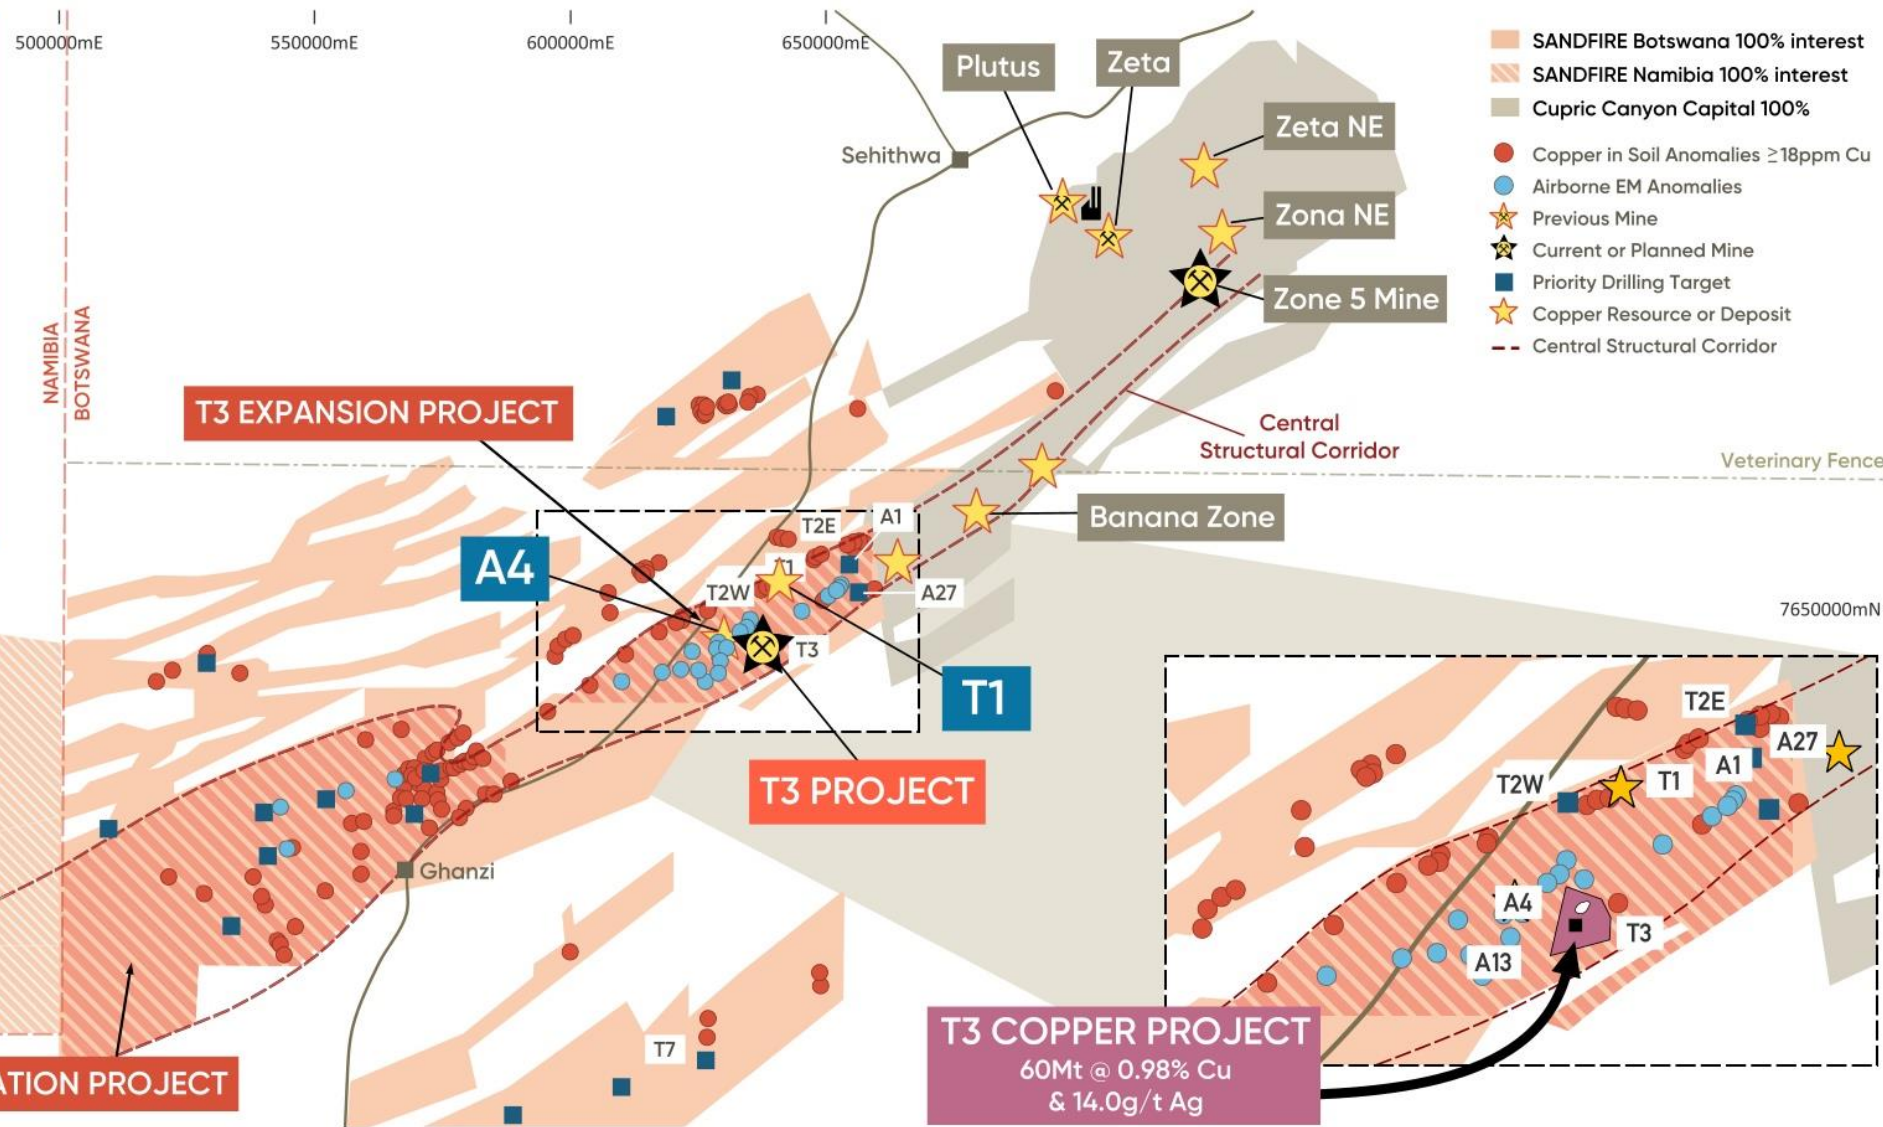 500000mE
550000mE
600000mE
650000mE
SANDFIRE Botswana 100% interest
SANDFIRE Namibia 100% interest
Cupric Canyon Capital 100%
Copper in Soil Anomalies ≥18ppm Cu
Airborne EM Anomalies
Previous Mine
Current or Planned Mine
Priority Drilling Target
Copper Resource or Deposit
Central Structural Corridor
Plutus
Zeta
Zeta NE
Sehithwa
Zona NE
Zone 5 Mine
NAMIBIA
BOTSWANA
T3 EXPANSION PROJECT
Central
Structural Corridor
Veterinary Fence
Banana Zone
T2E
A1
A4
T2W
A27
T3
T1
T3 PROJECT
7650000mN
Ghanzi
T2E
A27
A1
T1
T2W
A4
T3
A13
T7
ATION PROJECT
T3 COPPER PROJECT
60Mt @ 0.98% Cu
& 14.0g/t Ag